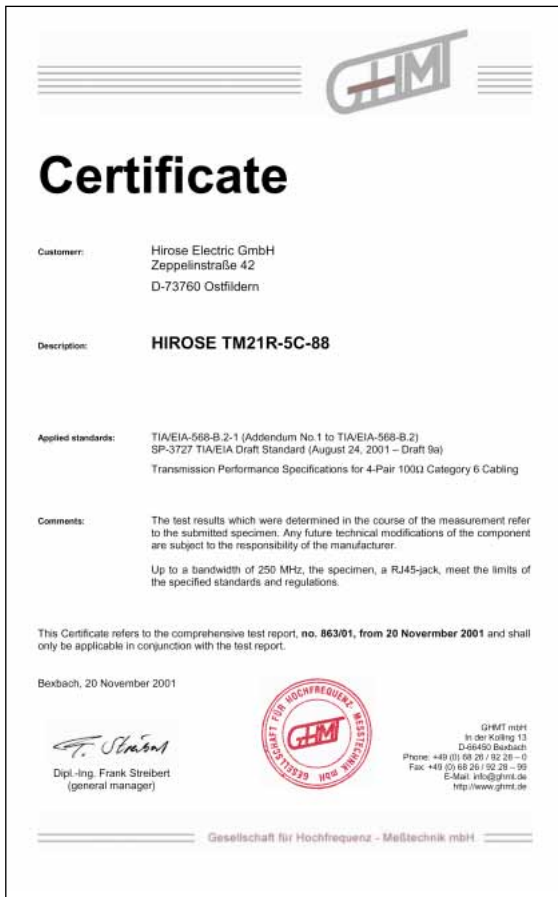 GHMT
Certificate
Customerr:
Hirose Electric GmbH
Zeppelinstraße 42
D-73760 Ostfildern
Description:
HIROSE TM21R-5C-88
Applied standards:
TIA/EIA-568-B.2-1 (Addendum No.1 to TIA/EIA-568-B.2)
SP-3727 TIA/EIA Draft Standard (August 24, 2001 – Draft 9a)
Transmission Performance Specifications for 4-Pair 100Ω Category 6 Cabling
Comments:
The test results which were determined in the course of the measurement refer
to the submitted specimen. Any future technical modifications of the component
are subject to the responsibility of the manufacturer.
Up to a bandwidth of 250 MHz, the specimen, a RJ45-jack, meet the limits of
the specified standards and regulations.
This Certificate refers to the comprehensive test report, no. 863/01, from 20 Novermber 2001 and shall
only be applicable in conjunction with the test report.
Bexbach, 20 November 2001
F. Streibert
Dipl.-Ing. Frank Streibert
(general manager)
GESELLSCHAFT FÜR HOCHFREQUENZ- MESSTECHNIK mbH
GHMT
GHMT mbH
In der Kolling 13
D-66450 Bexbach
Phone: +49 (0) 68 26 / 92 28 – 0
Fax: +49 (0) 68 26 / 92 28 – 99
E-Mail: info@ghmt.de
http://www.ghmt.de
Gesellschaft für Hochfrequenz - Meßtechnik mbH